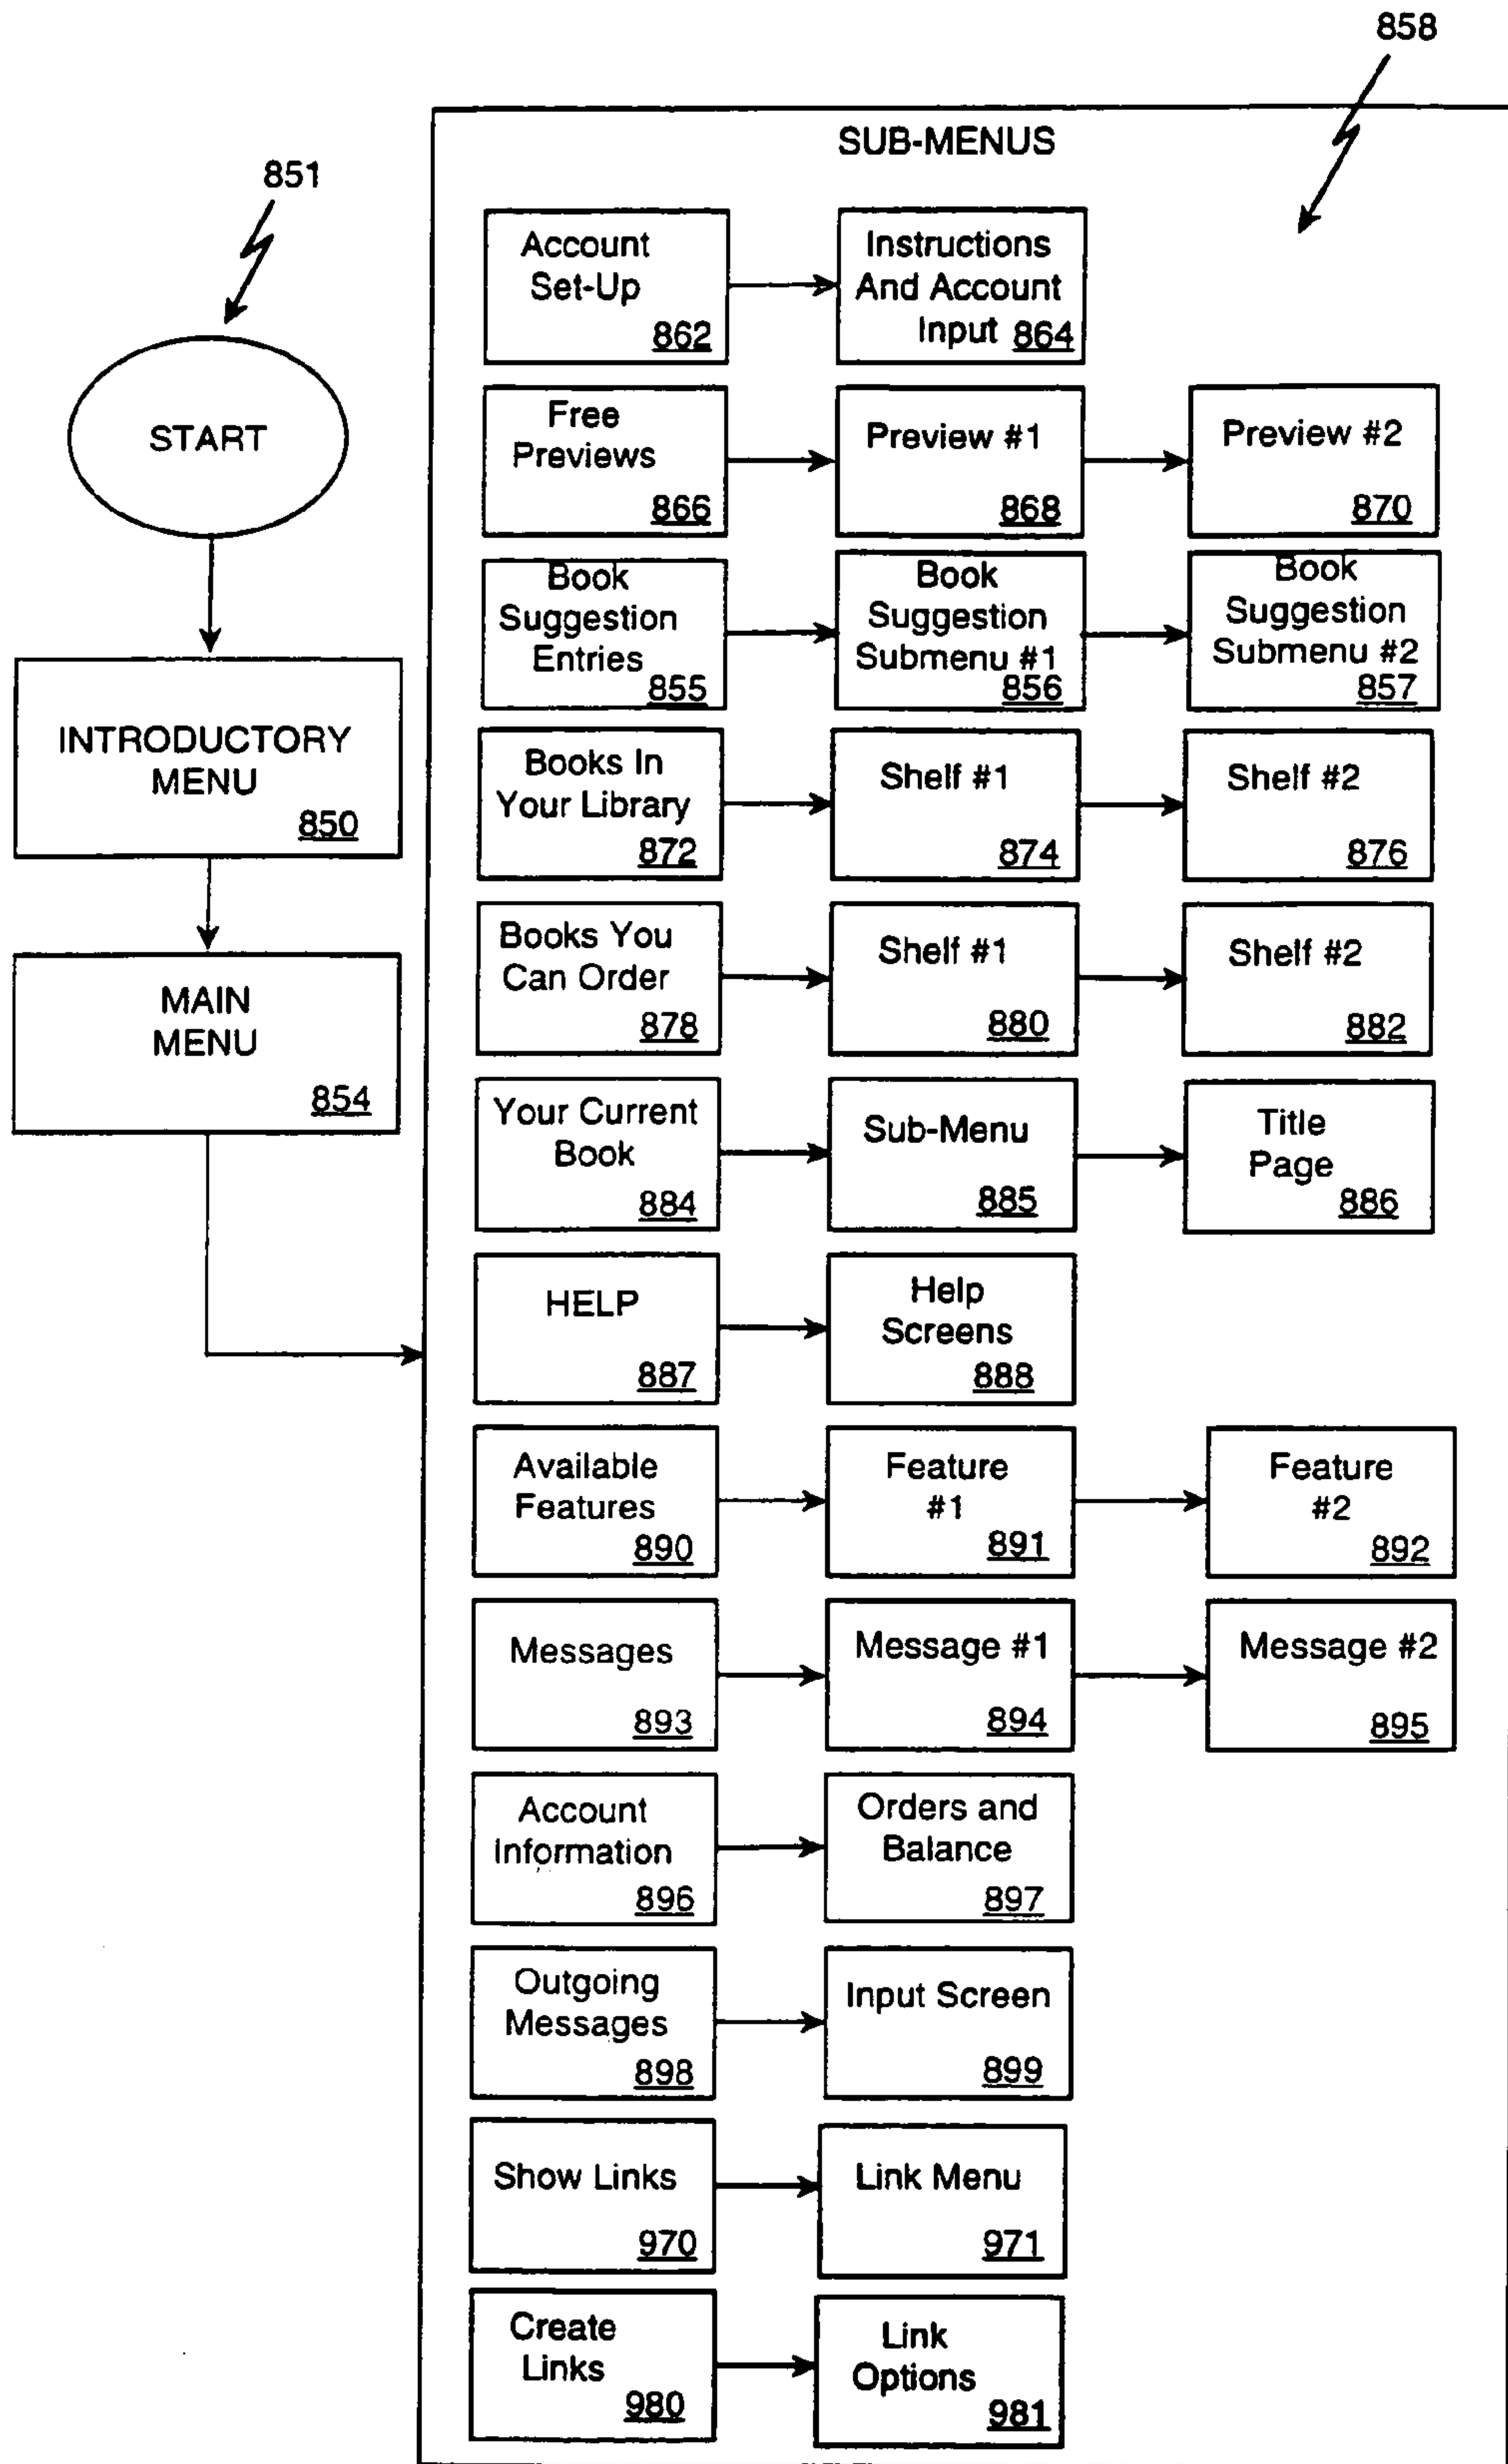 858
SUB-MENUS
851
START
INTRODUCTORY
MENU
850
MAIN
MENU
854
Account
Set-Up
862
Instructions
And Account
Input 864
Free
Previews
866
Preview #1
868
Preview #2
870
Book
Suggestion
Entries
855
Book
Suggestion
Submenu #1
856
Book
Suggestion
Submenu #2
857
Books In
Your Library
872
Shelf #1
874
Shelf #2
876
Books You
Can Order
878
Shelf #1
880
Shelf #2
882
Your Current
Book
884
Sub-Menu
885
Title
Page
886
HELP
887
Help
Screens
888
Available
Features
890
Feature
#1
891
Feature
#2
892
Messages
893
Message #1
894
Message #2
895
Account
Information
896
Orders and
Balance
897
Outgoing
Messages
898
Input Screen
899
Show Links
970
Link Menu
971
Create
Links
980
Link
Options
981